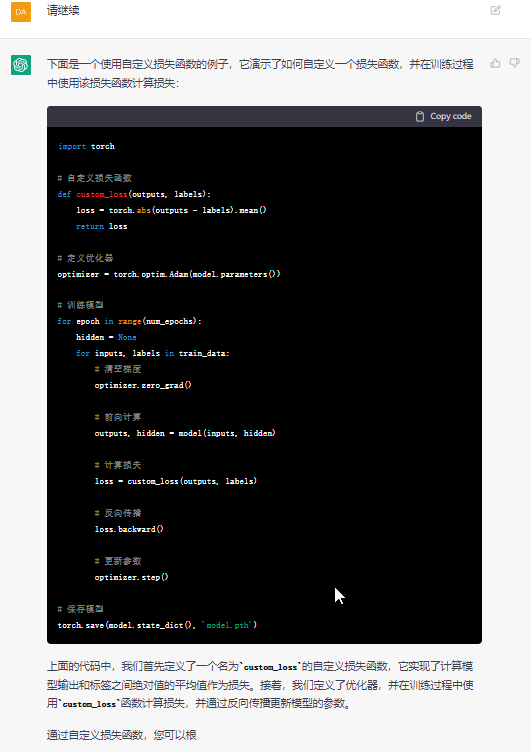 DA
请继续
下面是一个使用自定义损失函数的例子，它演示了如何自定义一个损失函数，并在训练过程
中使用该损失函数计算损失：
Copy code
import torch
# 自定义损失函数
def custom_loss(outputs, labels):
    loss = torch.abs(outputs - labels).mean()
    return loss
# 定义优化器
optimizer = torch.optim.Adam(model.parameters())
# 训练模型
for epoch in range(num_epochs):
    hidden = None
    for inputs, labels in train_data:
        # 清空梯度
        optimizer.zero_grad()
        # 前向计算
        outputs, hidden = model(inputs, hidden)
        # 计算损失
        loss = custom_loss(outputs, labels)
        # 反向传播
        loss.backward()
        # 更新参数
        optimizer.step()
# 保存模型
torch.save(model.state_dict(), 'model.pth')
上面的代码中，我们首先定义了一个名为`custom_loss`的自定义损失函数，它实现了计算模
型输出和标签之间绝对值的平均值作为损失。接着，我们定义了优化器，并在训练过程中使
用`custom_loss`函数计算损失，并通过反向传播更新模型的参数。
通过自定义损失函数，您可以根